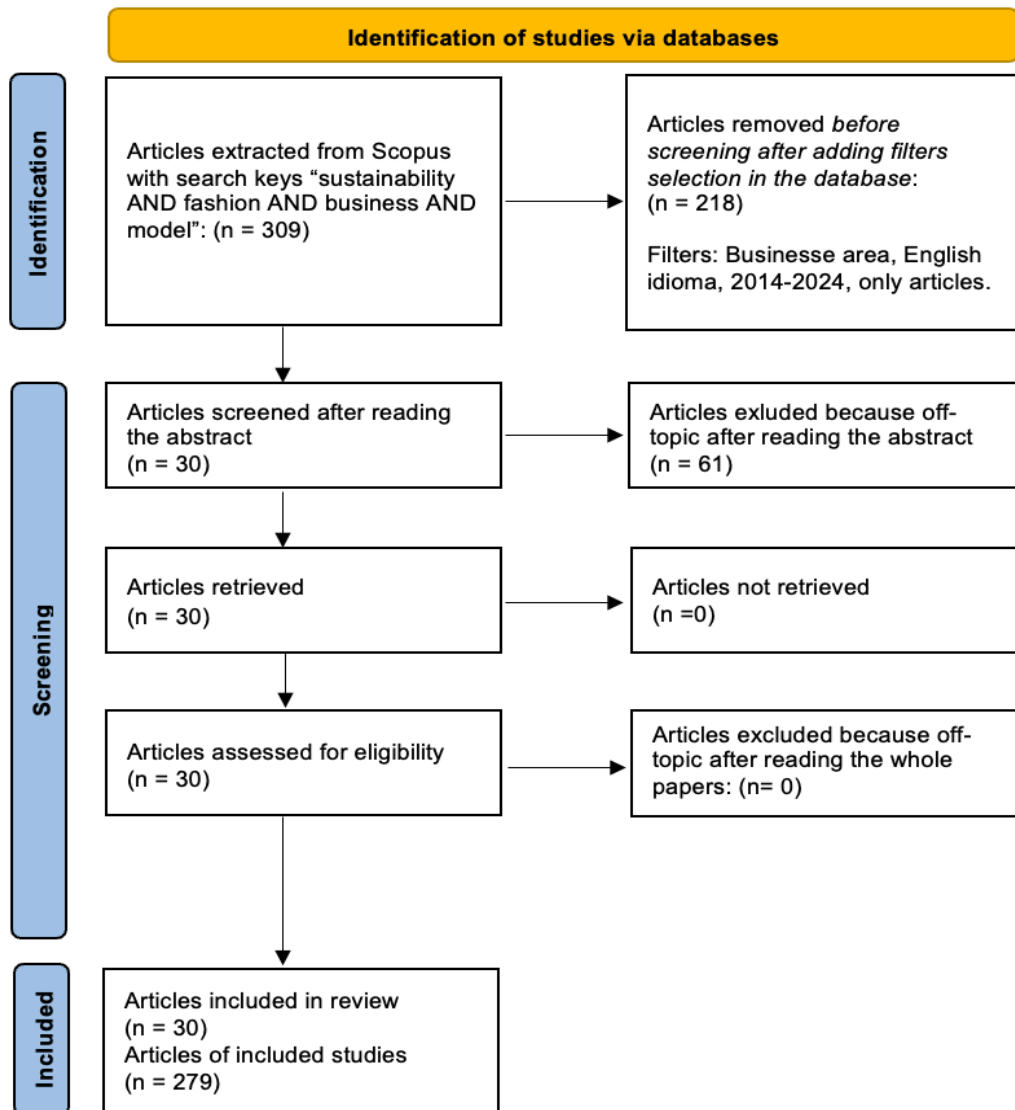 Identification of studies via databases
Identification
Articles extracted from Scopus
with search keys “sustainability
AND fashion AND business AND
model”: (n = 309)
Articles removed before
screening after adding filters
selection in the database:
(n = 218)
Filters: Businesse area, English
idioma, 2014-2024, only articles.
Screening
Articles screened after reading
the abstract
(n = 30)
Articles exluded because off-
topic after reading the abstract
(n = 61)
Articles retrieved
(n = 30)
Articles not retrieved
(n =0)
Articles assessed for eligibility
(n = 30)
Articles excluded because off-
topic after reading the whole
papers: (n= 0)
Included
Articles included in review
(n = 30)
Articles of included studies
(n = 279)